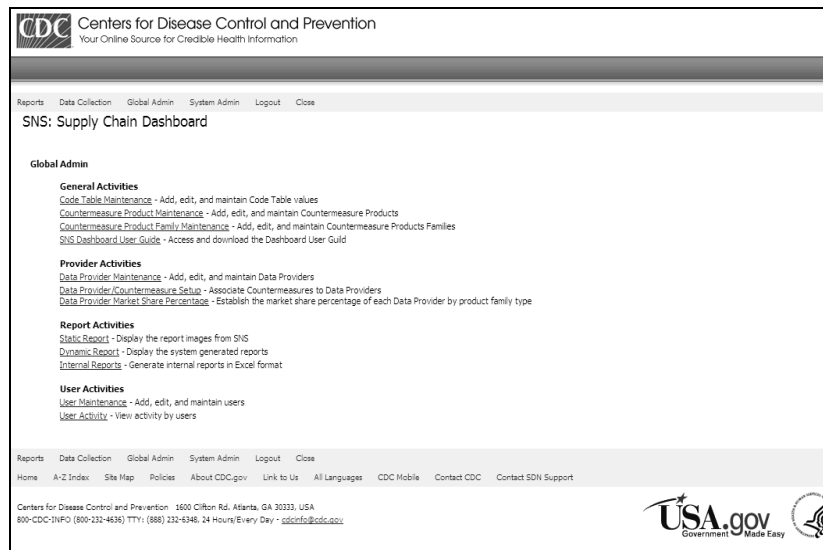 CDC Centers for Disease Control and Prevention
Your Online Source for Credible Health Information
Reports Data Collection Global Admin System Admin Logout Close
SNS: Supply Chain Dashboard
Global Admin
General Activities
Code Table Maintenance - Add, edit, and maintain Code Table values
Countermeasure Product Maintenance - Add, edit, and maintain Countermeasure Products
Countermeasure Product Family Maintenance - Add, edit, and maintain Countermeasure Products Families
SNS Dashboard User Guide - Access and download the Dashboard User Guild
Provider Activities
Data Provider Maintenance - Add, edit, and maintain Data Providers
Data Provider/Countermeasure Setup - Associate Countermeasures to Data Providers
Data Provider Market Share Percentage - Establish the market share percentage of each Data Provider by product family type
Report Activities
Static Report - Display the report images from SNS
Dynamic Report - Display the system generated reports
Internal Reports - Generate internal reports in Excel format
User Activities
User Maintenance - Add, edit, and maintain users
User Activity - View activity by users
Reports Data Collection Global Admin System Admin Logout Close
Home A-Z Index Site Map Policies About CDC.gov Link to Us All Languages CDC Mobile Contact CDC Contact SDN Support
Centers for Disease Control and Prevention 1600 Clifton Rd. Atlanta, GA 30333, USA
800-CDC-INFO (800-232-4636) TTY: (888) 232-6348, 24 Hours/Every Day - cdcinfo@cdc.gov
USA.gov
Government Made Easy